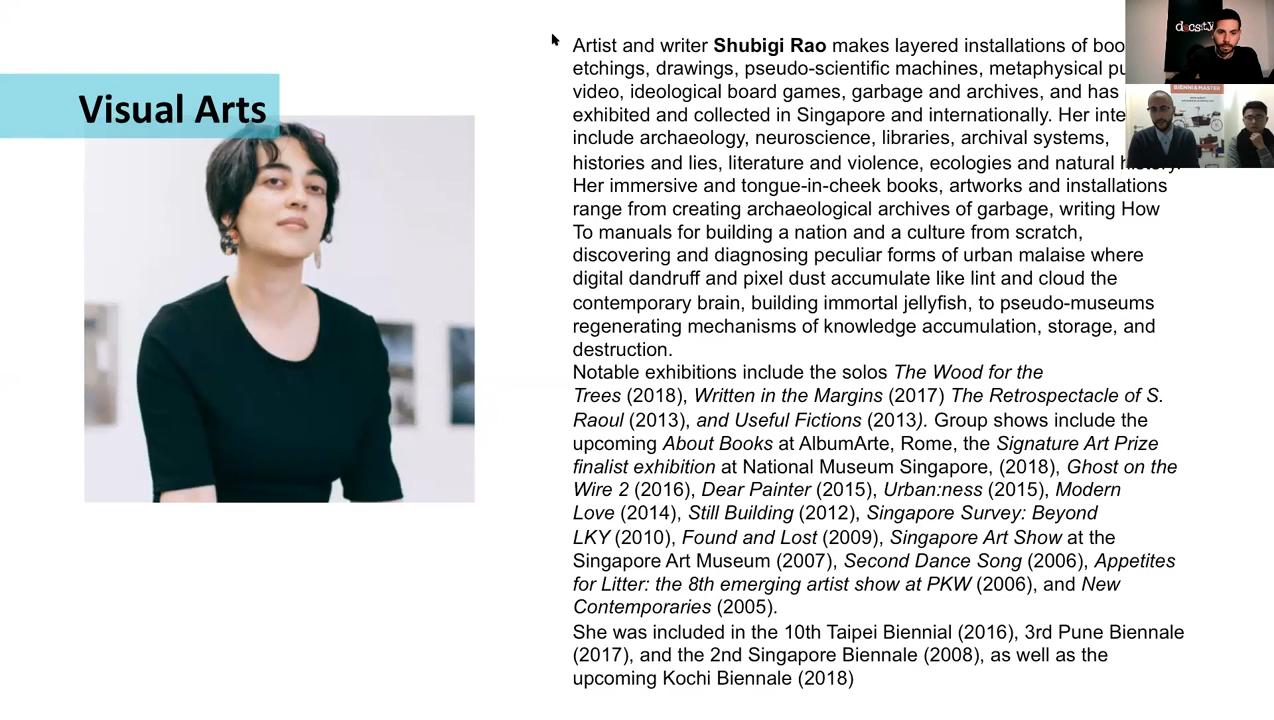 Visual Arts
Artist and writer Shubigi Rao makes layered installations of
etchings, drawings, pseudo-scientific machines, metaphysical
video, ideological board games, garbage and archives, and has
exhibited and collected in Singapore and internationally. Her
include archaeology, neuroscience, libraries, archival systems,
histories and lies, literature and violence, ecologies and natural history.
Her immersive and tongue-in-cheek books, artworks and installations
range from creating archaeological archives of garbage, writing How
To manuals for building a nation and a culture from scratch,
discovering and diagnosing peculiar forms of urban malaise where
digital dandruff and pixel dust accumulate like lint and cloud the
contemporary brain, building immortal jellyfish, to pseudo-museums
regenerating mechanisms of knowledge accumulation, storage, and
destruction.
Notable exhibitions include the solos The Wood for the
Trees (2018), Written in the Margins (2017) The Retrospectacle of S.
Raoul (2013), and Useful Fictions (2013). Group shows include the
upcoming About Books at AlbumArte, Rome, the Signature Art Prize
finalist exhibition at National Museum Singapore, (2018), Ghost on the
Wire 2 (2016), Dear Painter (2015), Urban:ness (2015), Modern
Love (2014), Still Building (2012), Singapore Survey: Beyond
LKY (2010), Found and Lost (2009), Singapore Art Show at the
Singapore Art Museum (2007), Second Dance Song (2006), Appetites
for Litter: the 8th emerging artist show at PKW (2006), and New
Contemporaries (2005).
She was included in the 10th Taipei Biennial (2016), 3rd Pune Biennale
(2017), and the 2nd Singapore Biennale (2008), as well as the
upcoming Kochi Biennale (2018)
docsity
BIENNI&MASTER